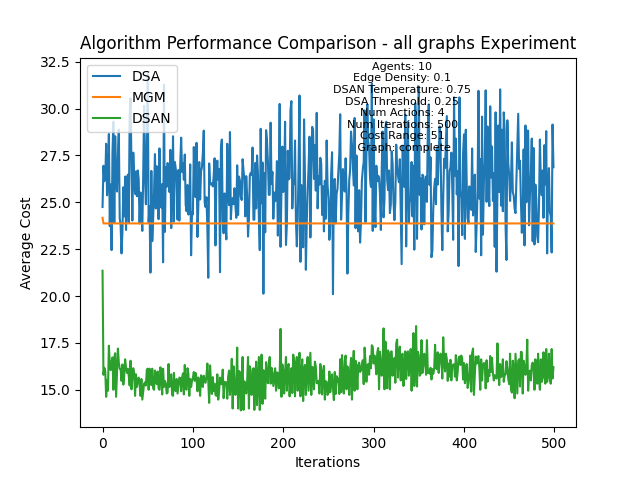 Algorithm Performance Comparison - all graphs Experiment
DSA
MGM
DSAN
Agents: 10
Edge Density: 0.1
DSAN Temperature: 0.75
DSA Threshold: 0.25
Num Actions: 4
Num Iterations: 500
Cost Range: 51
Graph: complete
32.5
30.0
27.5
25.0
22.5
20.0
17.5
15.0
Average Cost
0
100
200
300
400
500
Iterations